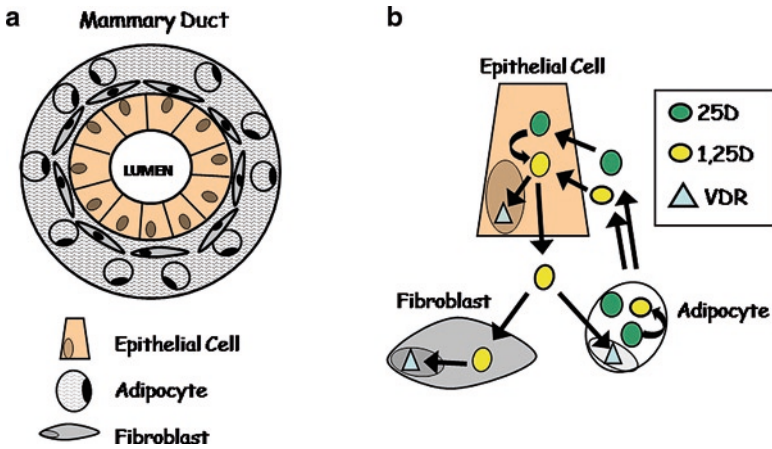 a
Mammary Duct
LUMEN
Epithelial Cell
Adipocyte
Fibroblast
b
Epithelial Cell
25D
1,25D
VDR
Fibroblast
Adipocyte